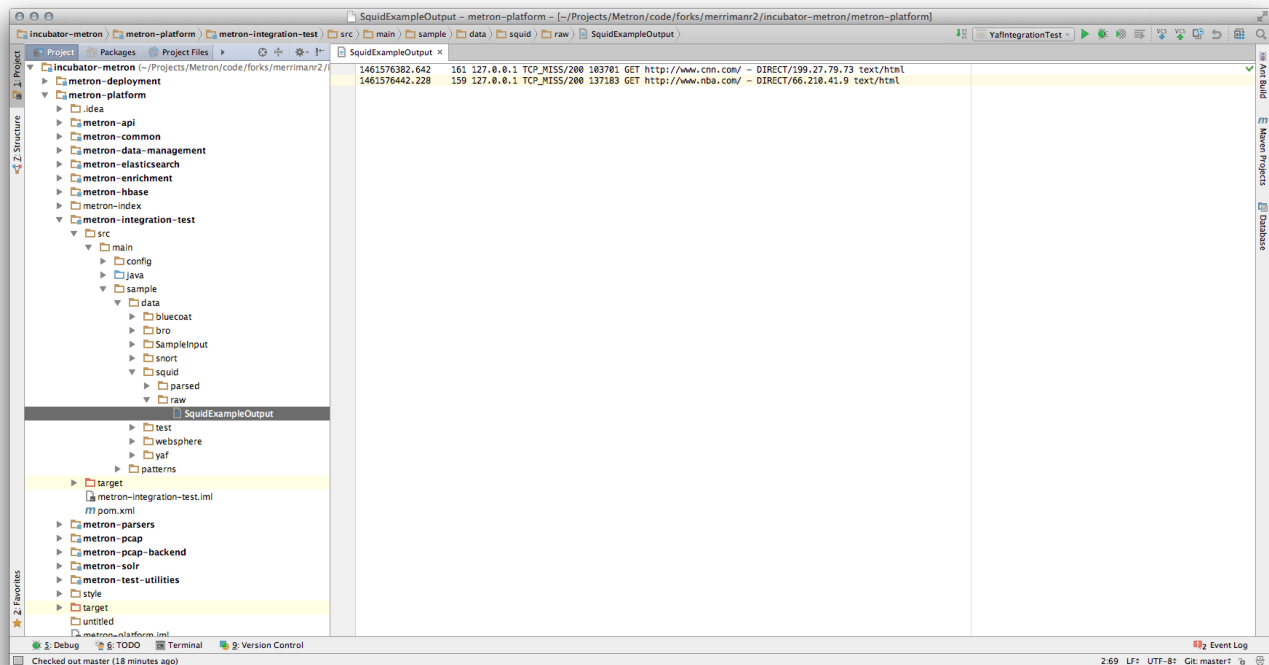 SquidExampleOutput – metron-platform – [~/Projects/Metron/code/forks/merrimanr2/incubator-metron/metron-platform]
incubator-metron metron-platform metron-integration-test src main sample data squid raw SquidExampleOutput YafIntegrationTest VCS VCS
Project Packages Project Files SquidExampleOutput ×
1: Project
Z: Structure
2: Favorites
incubator-metron (~/Projects/Metron/code/forks/merrimanr2/i
metron-deployment
metron-platform
.idea
metron-api
metron-common
metron-data-management
metron-elasticsearch
metron-enrichment
metron-hbase
metron-index
metron-integration-test
src
main
config
java
sample
data
bluecoat
bro
SampleInput
snort
squid
parsed
raw
SquidExampleOutput
test
websphere
yaf
patterns
target
metron-integration-test.iml
m pom.xml
metron-parsers
metron-pcap
metron-pcap-backend
metron-solr
metron-test-utilities
style
target
untitled
metron-platform.iml
1461576382.642 161 127.0.0.1 TCP_MISS/200 103701 GET http://www.cnn.com/ – DIRECT/199.27.79.73 text/html
1461576442.228 159 127.0.0.1 TCP_MISS/200 137183 GET http://www.nba.com/ – DIRECT/66.210.41.9 text/html
Ant Build
m Maven Projects
Database
5: Debug 6: TODO Terminal 9: Version Control 2 Event Log
Checked out master (18 minutes ago) 2:69 LF UTF-8 Git: master